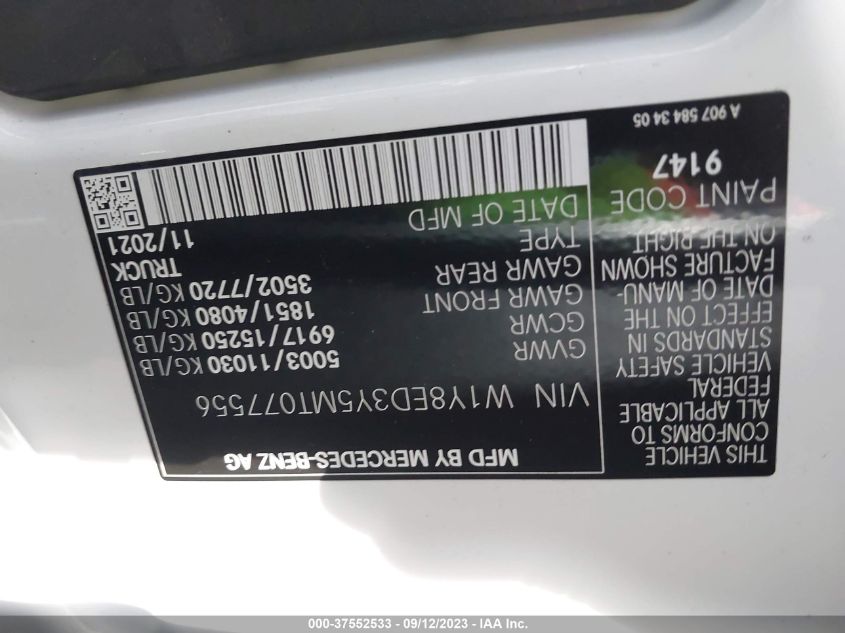 MFD BY MERCEDES-BENZ AG
VIN W1Y8ED3Y5MT077556
GVWR 5003/11030 KG/LB
GCWR 6917/15250 KG/LB
GAWR FRONT 1851/4080 KG/LB
GAWR REAR 3502/7720 KG/LB
TYPE TRUCK
DATE OF MFD 11/2021
THIS VEHICLE
CONFORMS TO
ALL APPLICABLE
FEDERAL
VEHICLE SAFETY
STANDARDS IN
EFFECT ON THE
DATE OF MANU-
FACTURE SHOWN
ON THE RIGHT
PAINT CODE
9147
A 907 584 34 05
000-37552533 - 09/12/2023 - IAA Inc.